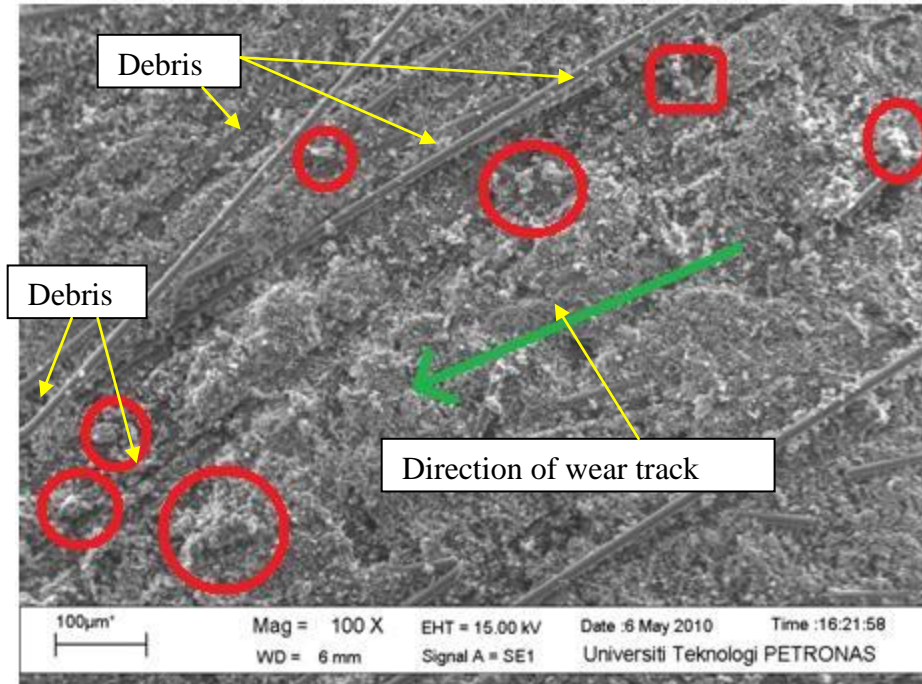 Debris
Debris
Direction of wear track
100µm*
Mag = 100 X
EHT = 15.00 kV
Date :6 May 2010
Time :16:21:58
WD = 6 mm
Signal A = SE1
Universiti Teknologi PETRONAS